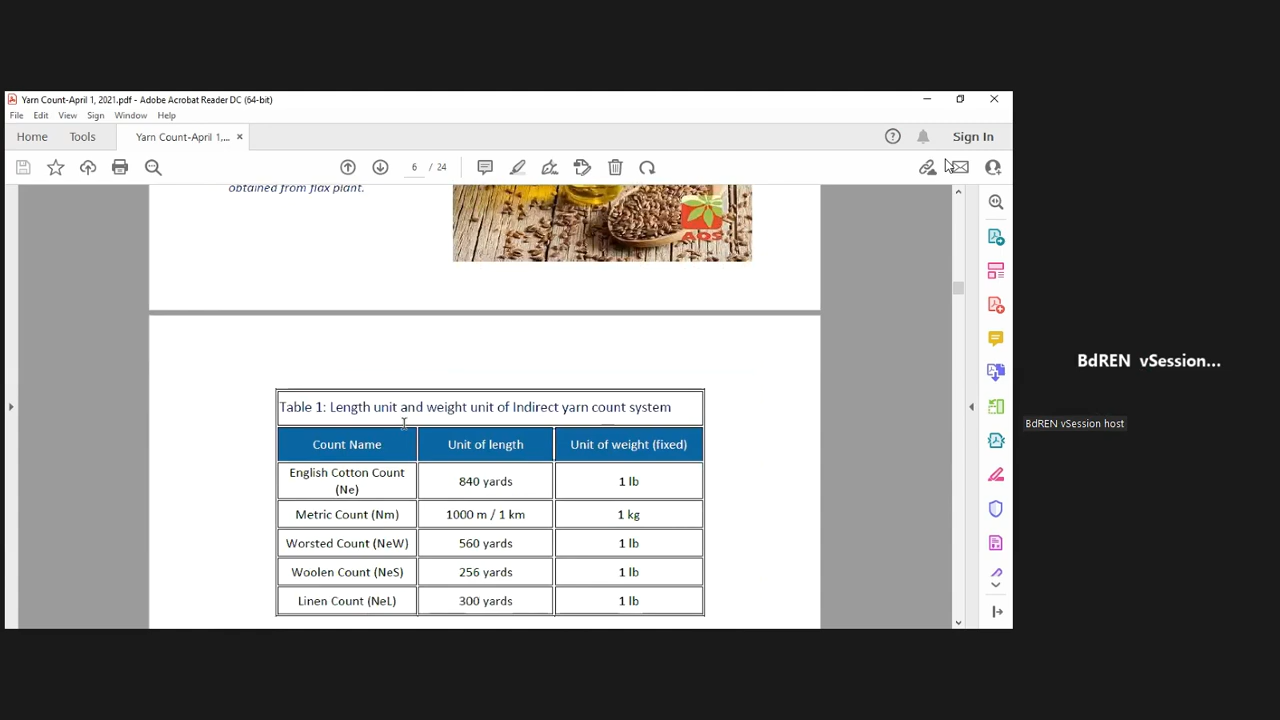 Yarn Count-April 1, 2021.pdf - Adobe Acrobat Reader DC (64-bit)
File Edit View Sign Window Help
Home Tools Yarn Count-April 1,... × Sign In
6 / 24
obtained from flax plant.
AOS
Table 1: Length unit and weight unit of Indirect yarn count system
Count Name Unit of length Unit of weight (fixed)
English Cotton Count
(Ne) 840 yards 1 lb
Metric Count (Nm) 1000 m / 1 km 1 kg
Worsted Count (NeW) 560 yards 1 lb
Woolen Count (NeS) 256 yards 1 lb
Linen Count (NeL) 300 yards 1 lb
BdREN vSession...
BdREN vSession host